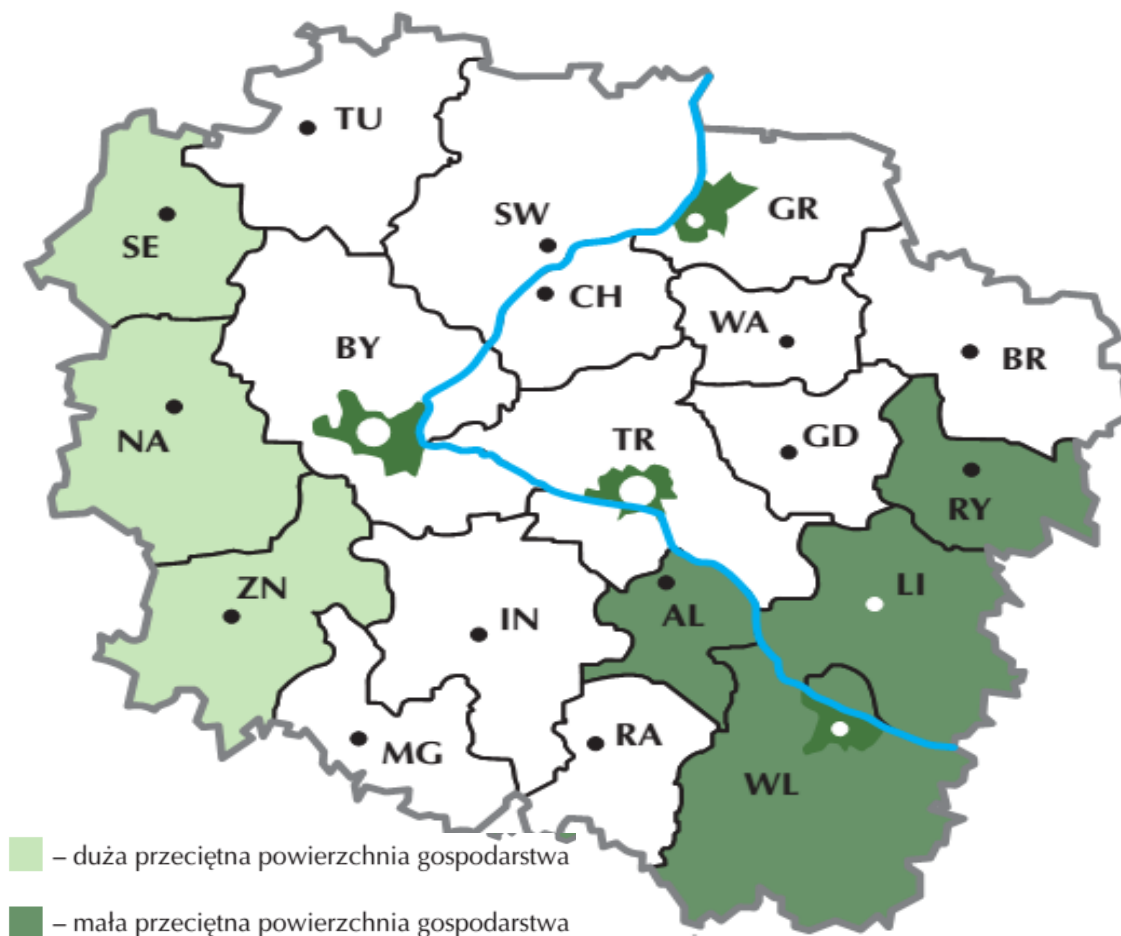 TU
SW
GR
SE
CH
WA
BY
BR
NA
TR
GD
RY
ZN
LI
IN
AL
MG
RA
WL
– duża przeciętna powierzchnia gospodarstwa
– mała przeciętna powierzchnia gospodarstwa